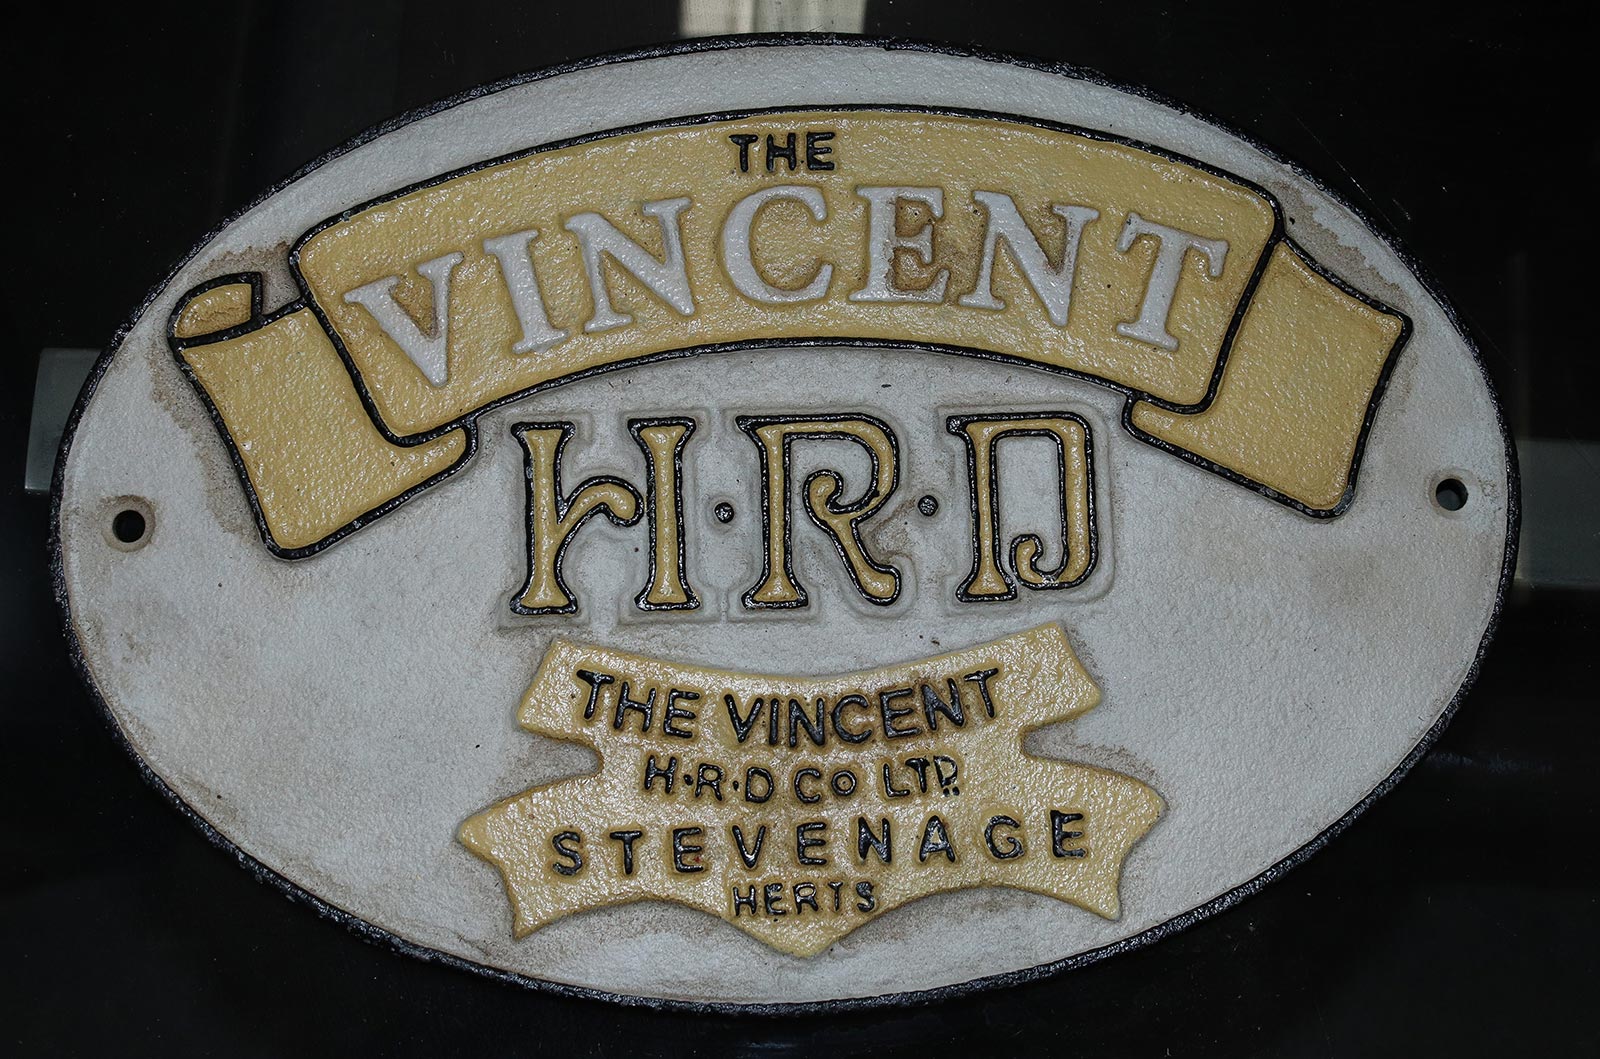 THE
VINCENT
H·R·D
THE VINCENT
H·R·D CO LTD
STEVENAGE
HERTS